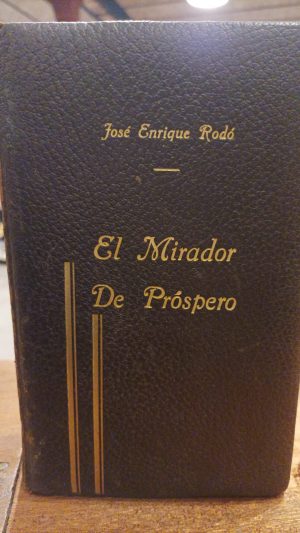 José Enrique Rodó
El Mirador
De Próspero